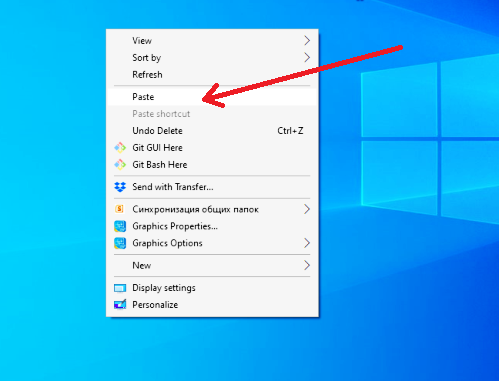 View
Sort by
Refresh
Paste
Paste shortcut
Undo Delete Ctrl+Z
Git GUI Here
Git Bash Here
Send with Transfer...
Синхронизация общих папок
Graphics Properties...
Graphics Options
New
Display settings
Personalize